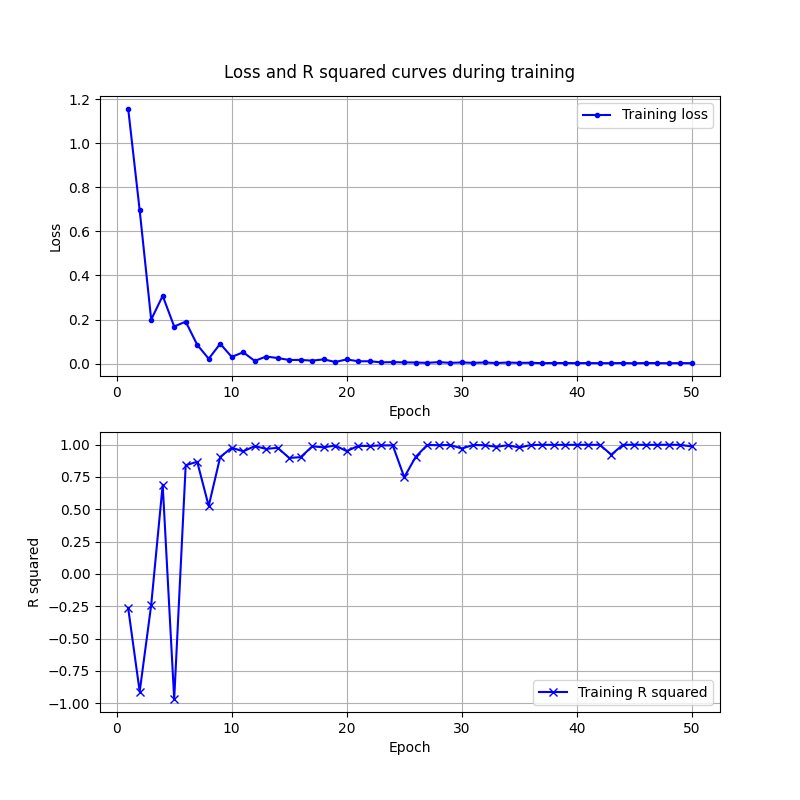 Loss and R squared curves during training
1.2
1.0
0.8
0.6
0.4
0.2
0.0
Loss
Training loss
0 10 20 30 40 50
Epoch
1.00
0.75
0.50
0.25
0.00
−0.25
−0.50
−0.75
−1.00
R squared
Training R squared
0 10 20 30 40 50
Epoch